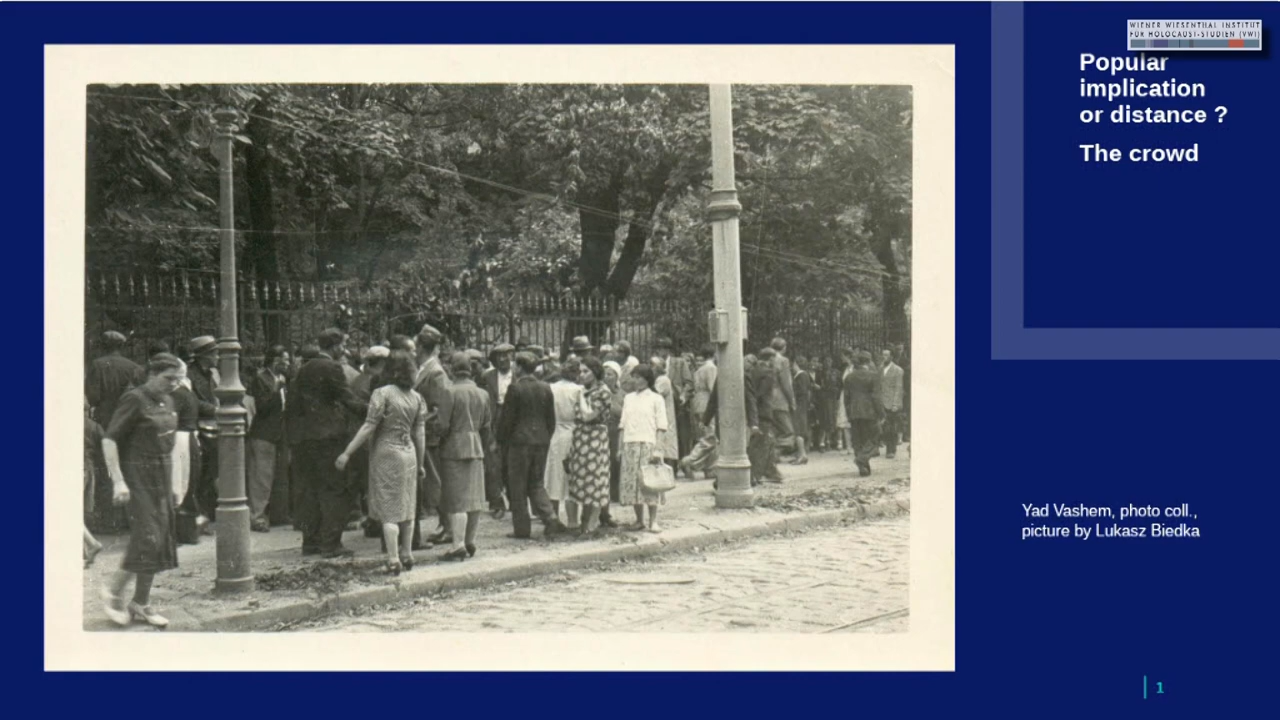 WIENER WIESENTHAL INSTITUT
FÜR HOLOCAUST-STUDIEN (VWI)
Popular
implication
or distance ?
The crowd
Yad Vashem, photo coll.,
picture by Lukasz Biedka
1